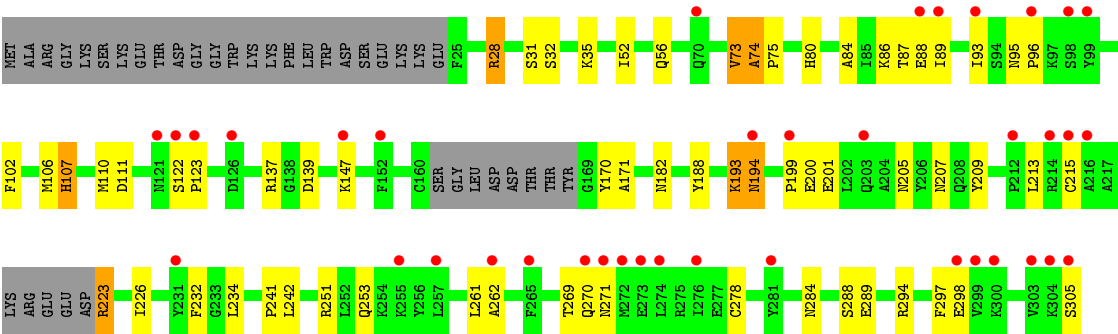 MET ALA ARG GLY LYS SER LYS GLU THR ASP GLY GLY TRP LYS LYS PHE LEU TRP ASP SER GLU LYS LYS GLU F25 R28 S31 S32 K35 I52 Q56 Q70 V73 A74 P75 H80 A84 I85 K86 T87 E88 I89 I93 S94 N95 P96 K97 S98 Y99
F102 M106 H107 M110 D111 N121 S122 P123 D126 R137 G138 D139 K147 F152 C160 SER GLY LEU ASP ASP THR THR TYR G169 Y170 A171 N182 Y188 K193 N194 P199 E200 E201 L202 Q203 A204 N205 Y206 N207 Q208 Y209 P212 L213 R214 C215 A216 A217
LYS ARG GLU GLU ASP R223 I226 Y231 F232 G233 L234 P241 L242 R251 L252 Q253 K254 K255 Y256 L257 L261 A262 F265 T269 Q270 N271 M272 E273 L274 R275 I276 E277 C278 Y281 N284 S288 E289 R294 F297 E298 V299 K300 V303 K304 S305